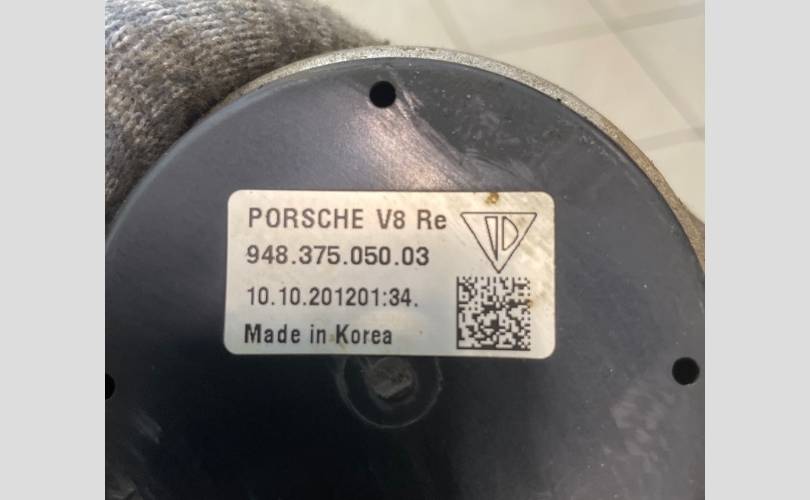 PORSCHE V8 Re
948.375.050.03
10.10.201201:34.
Made in Korea